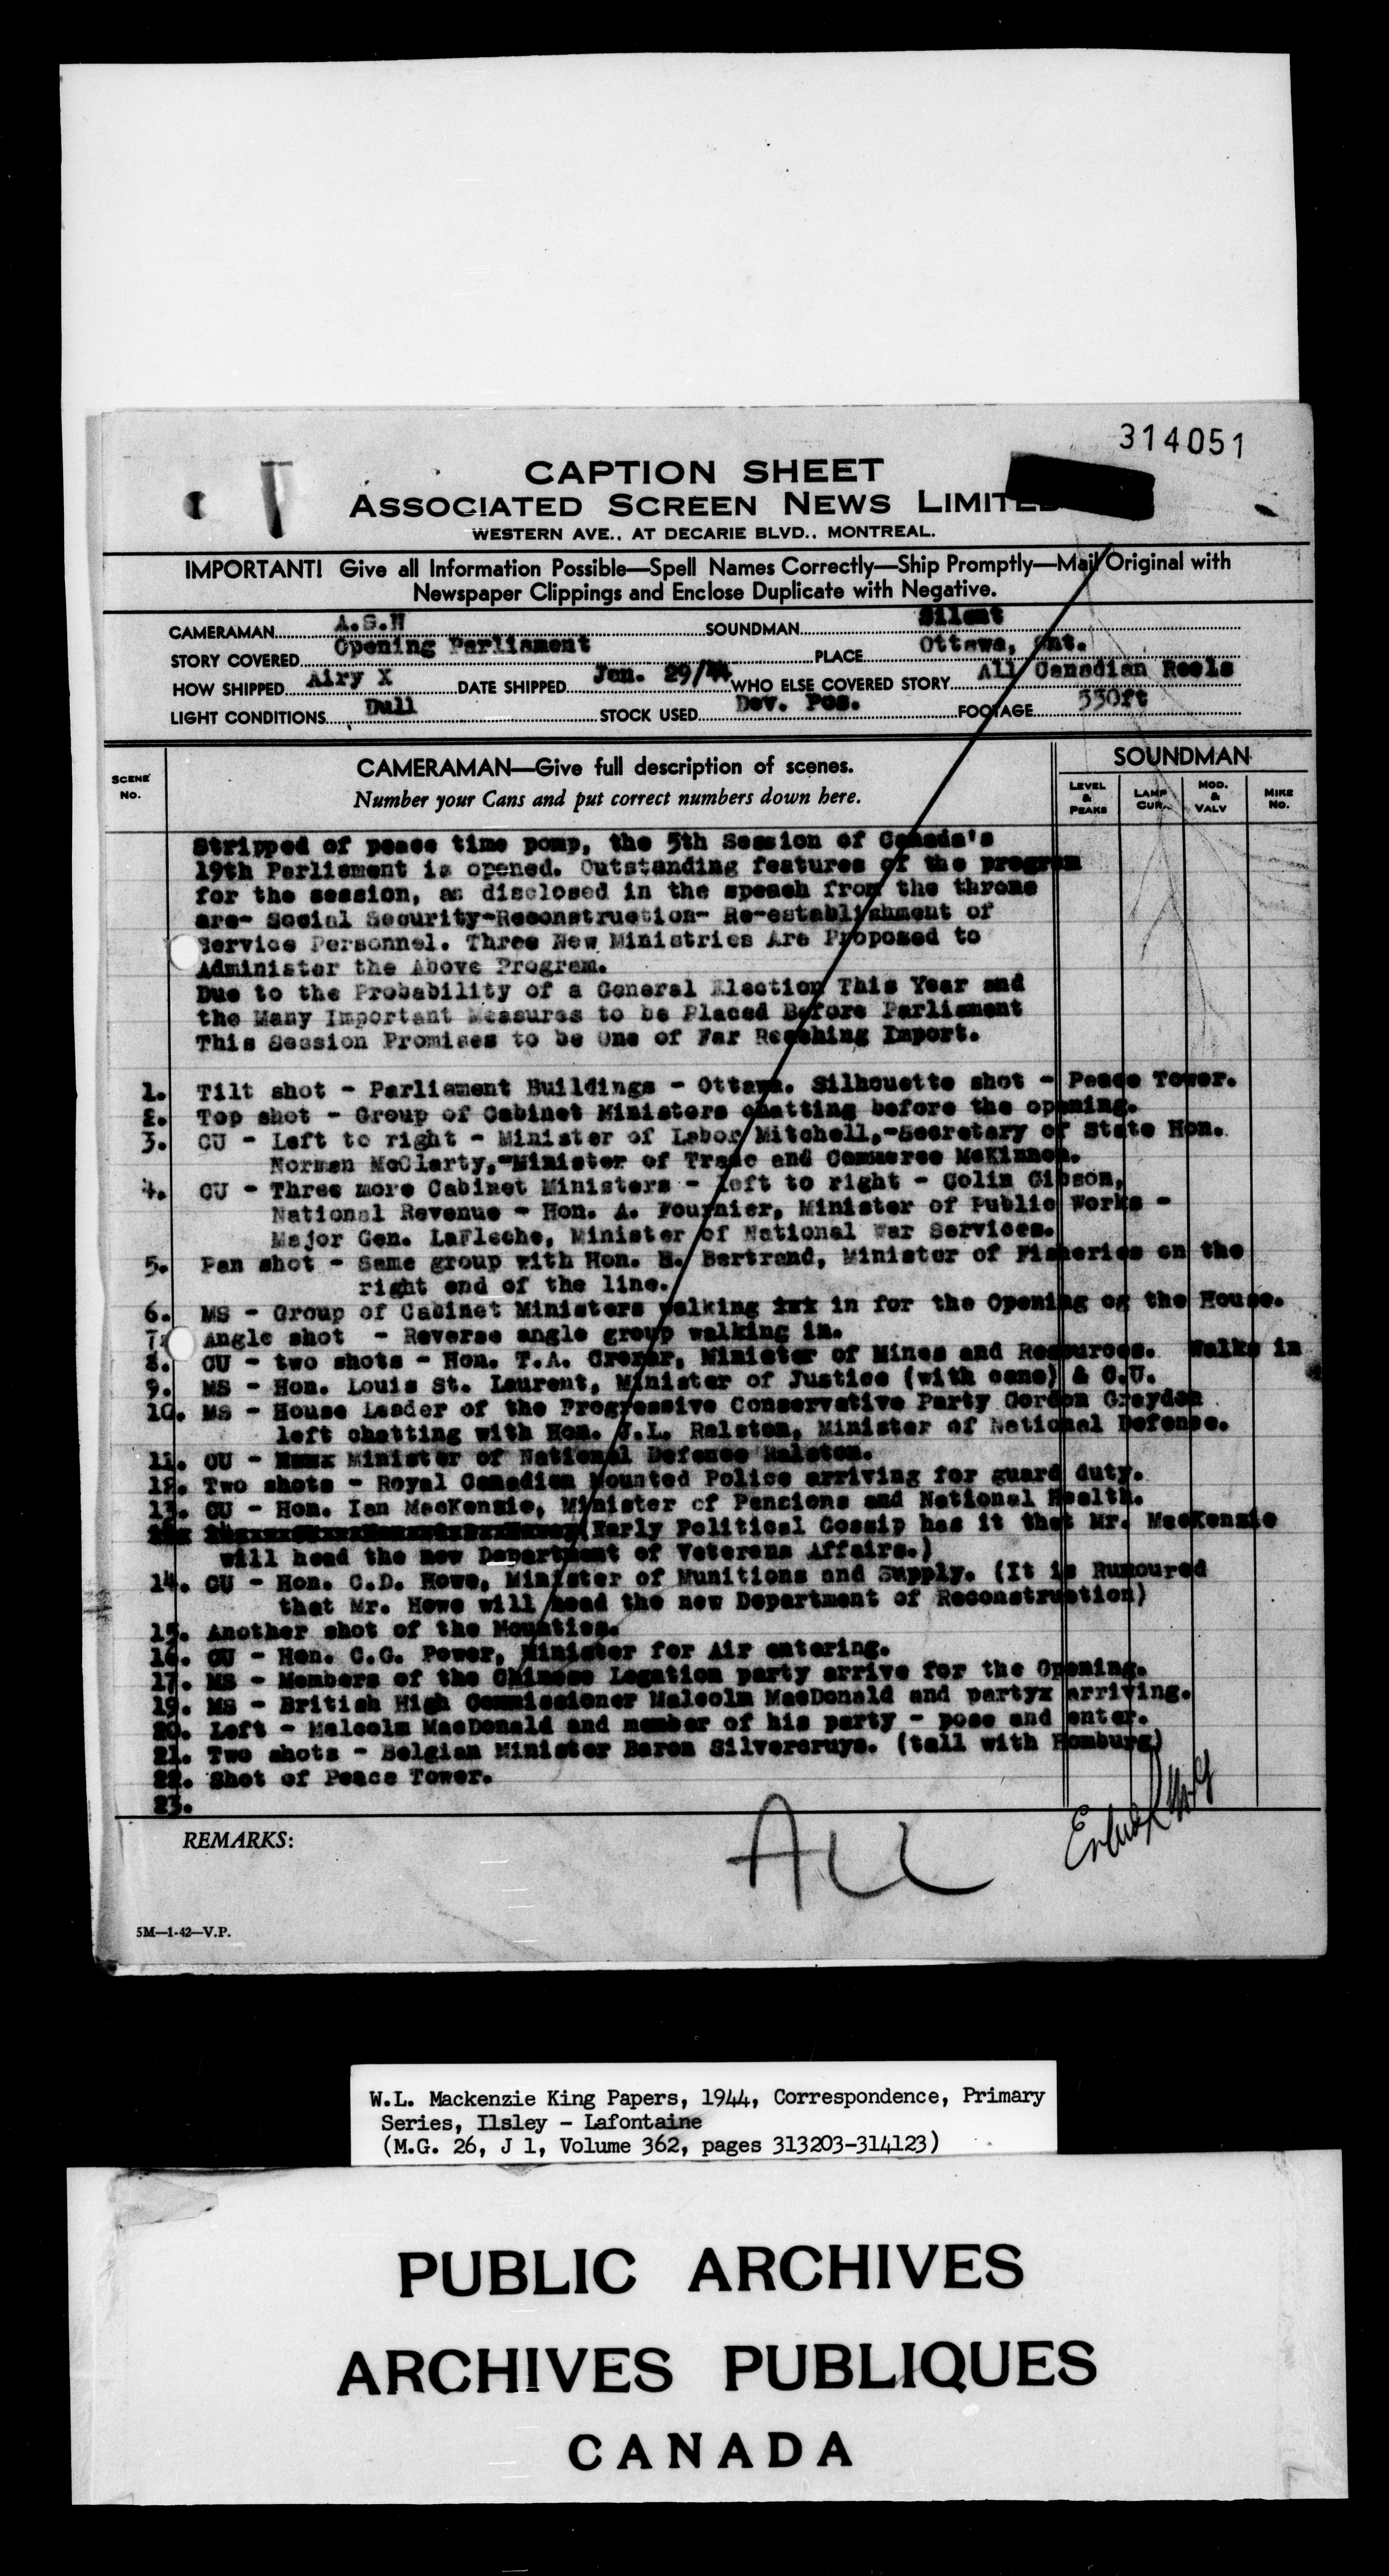 314051
CAPTION SHEET
ASSOCIATED SCREEN NEWS LIMITED
WESTERN AVE., AT DECARIE BLVD., MONTREAL.
IMPORTANT! Give all Information Possible—Spell Names Correctly—Ship Promptly—Mail Original with
Newspaper Clippings and Enclose Duplicate with Negative.
CAMERAMAN A.S.N SOUNDMAN Silent
STORY COVERED Opening Parliament PLACE Ottawa, Ont.
HOW SHIPPED Airy X DATE SHIPPED Jan. 29/44 WHO ELSE COVERED STORY All Canadian Reels
LIGHT CONDITIONS Dull STOCK USED Dev. Pos. FOOTAGE 550ft
SCENE No.
CAMERAMAN—Give full description of scenes.
Number your Cans and put correct numbers down here.
SOUNDMAN
LEVEL & PEAKS LAMP CUR. MOD. & VALV MIKE No.
Stripped of peace time pomp, the 5th Session of Canada's
19th Parliament is opened. Outstanding features of the program
for the session, as disclosed in the speach from the throne
are- Social Security-Reconstruction- Re-establishment of
Service Personnel. Three New Ministries Are Proposed to
Administer the Above Program.
Due to the Probability of a General Election This Year and
the Many Important Measures to be Placed Before Parliament
This Session Promises to be One of Far Reaching Import.
1. Tilt shot - Parliament Buildings - Ottawa. Silhouette shot - Peace Tower.
2. Top shot - Group of Cabinet Ministers chatting before the opening.
3. CU - Left to right - Minister of Labor Mitchell,-Secretary of State Hon.
Norman McClarty,-Minister of Trade and Commerce McKinnon.
4. CU - Three more Cabinet Ministers - left to right - Colin Gibson,
National Revenue - Hon. A. Fournier, Minister of Public Works -
Major Gen. LaFleche, Minister of National War Services.
5. Pan shot - Same group with Hon. E. Bertrand, Minister of Fisheries on the
right end of the line.
6. MS - Group of Cabinet Ministers walking xxx in for the Opening og the House.
7. Angle shot - Reverse angle group walking in.
8. CU - two shots - Hon. T.A. Crerar, Minister of Mines and Resources. Walks in
9. MS - Hon. Louis St. Laurent, Minister of Justice (with cane) & C.U.
10. MS - House Leader of the Progressive Conservative Party Gordon Graydon
left chatting with Hon. J.L. Ralston, Minister of National Defense.
11. CU - Minister of National Defense Ralston.
12. Two shots - Royal Canadian Mounted Police arriving for guard duty.
13. CU - Hon. Ian MacKenzie, Minister of Pencions and National Health.
(Early Political Gossip has it that Mr. MacKenzie
will head the new Department of Veterans Affairs.)
14. CU - Hon. C.D. Howe, Minister of Munitions and Supply. (It is Rumoured
that Mr. Howe will head the new Department of Reconstruction)
15. Another shot of the Mounties.
16. CU - Hon. C.G. Power, Minister for Air entering.
17. MS - Members of the Chinese Legation party arrive for the Opening.
19. MS - British High Commissioner Malcolm MacDonald and partyx arriving.
20. Left - Malcolm MacDonald and member of his party - pose and enter.
21. Two shots - Belgian Minister Baron Silvercruys. (tall with Homburg)
22. Shot of Peace Tower.
23.
REMARKS:
ALL
5M—1-42—V.P.
W.L. Mackenzie King Papers, 1944, Correspondence, Primary
Series, Ilsley - Lafontaine
(M.G. 26, J 1, Volume 362, pages 313203-314123)
PUBLIC ARCHIVES
ARCHIVES PUBLIQUES
CANADA